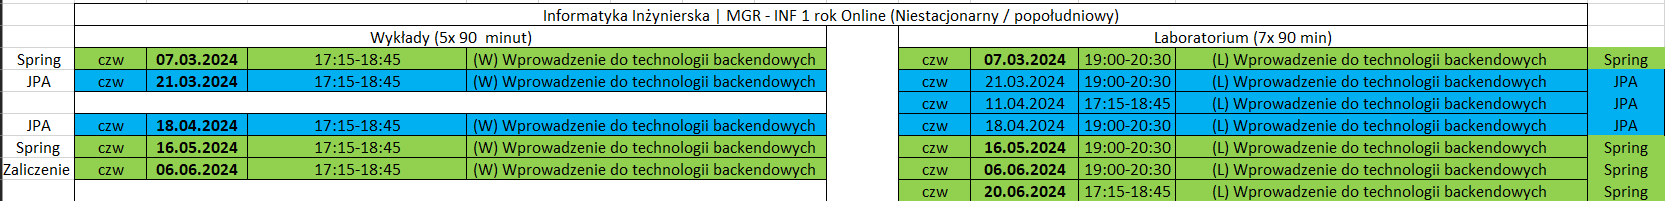 Informatyka Inżynierska | MGR - INF 1 rok Online (Niestacjonarny / popołudniowy)
Wykłady (5x 90 minut) Laboratorium (7x 90 min)
Spring czw 07.03.2024 17:15-18:45 (W) Wprowadzenie do technologii backendowych czw 07.03.2024 19:00-20:30 (L) Wprowadzenie do technologii backendowych Spring
JPA czw 21.03.2024 17:15-18:45 (W) Wprowadzenie do technologii backendowych czw 21.03.2024 19:00-20:30 (L) Wprowadzenie do technologii backendowych JPA
czw 11.04.2024 17:15-18:45 (L) Wprowadzenie do technologii backendowych JPA
JPA czw 18.04.2024 17:15-18:45 (W) Wprowadzenie do technologii backendowych czw 18.04.2024 19:00-20:30 (L) Wprowadzenie do technologii backendowych JPA
Spring czw 16.05.2024 17:15-18:45 (W) Wprowadzenie do technologii backendowych czw 16.05.2024 19:00-20:30 (L) Wprowadzenie do technologii backendowych Spring
Zaliczenie czw 06.06.2024 17:15-18:45 (W) Wprowadzenie do technologii backendowych czw 06.06.2024 19:00-20:30 (L) Wprowadzenie do technologii backendowych Spring
czw 20.06.2024 17:15-18:45 (L) Wprowadzenie do technologii backendowych Spring